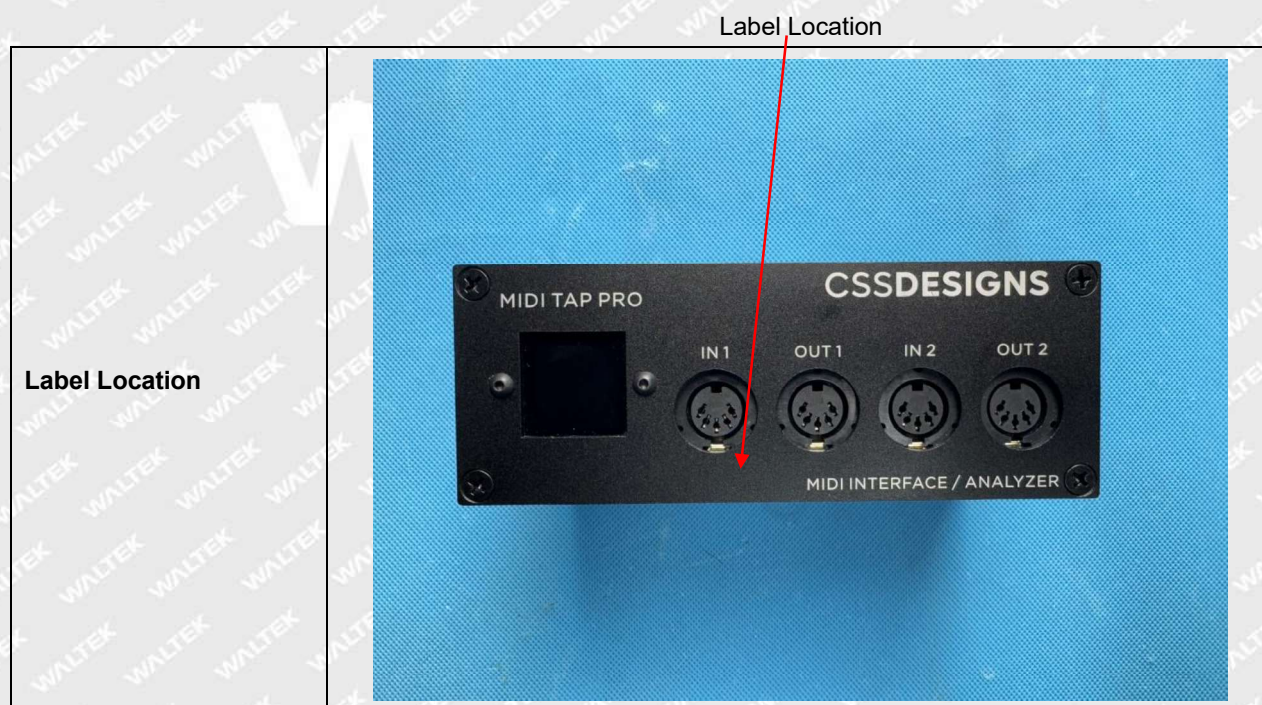 Label Location
Label Location
CSSDESIGNS
MIDI TAP PRO
IN 1 OUT 1 IN 2 OUT 2
MIDI INTERFACE / ANALYZER
WALTEK